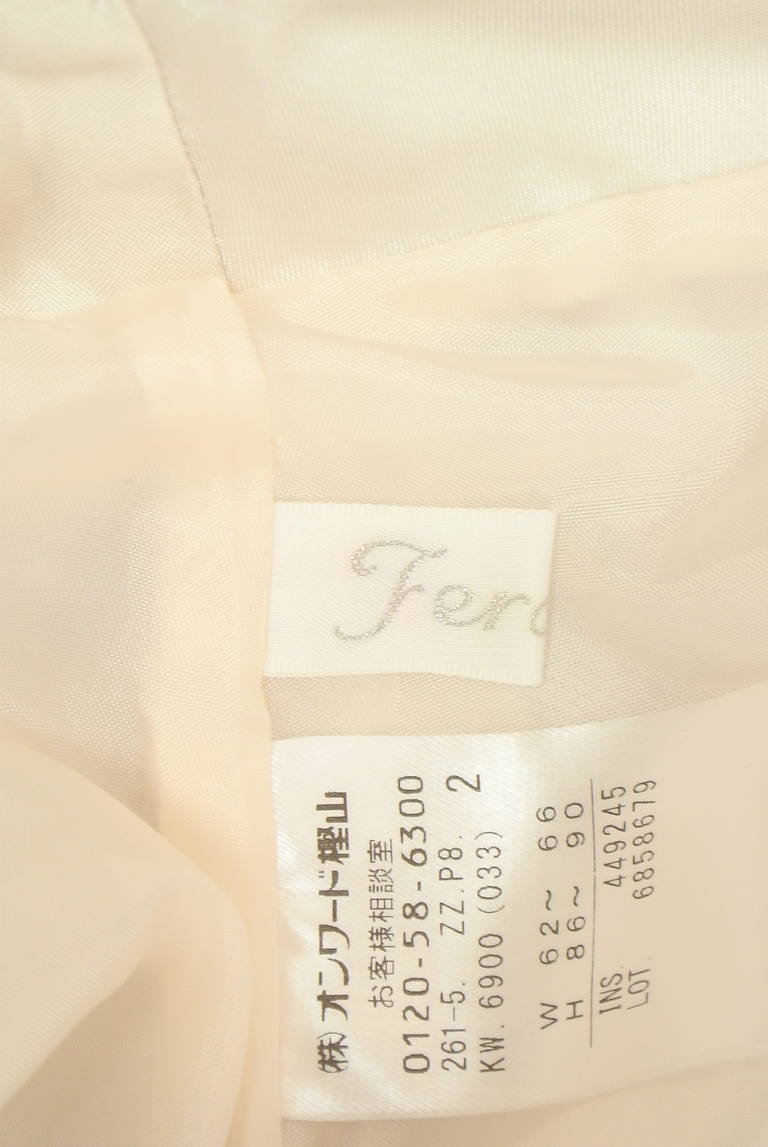 Fero
(株)オンワード樫山
お客様相談室
0120-58-6300
261-5. ZZ.P8.
KW. 6900 (033) 2
W 62～ 66
H 86～ 90
INS. 449245
LOT. 6858679